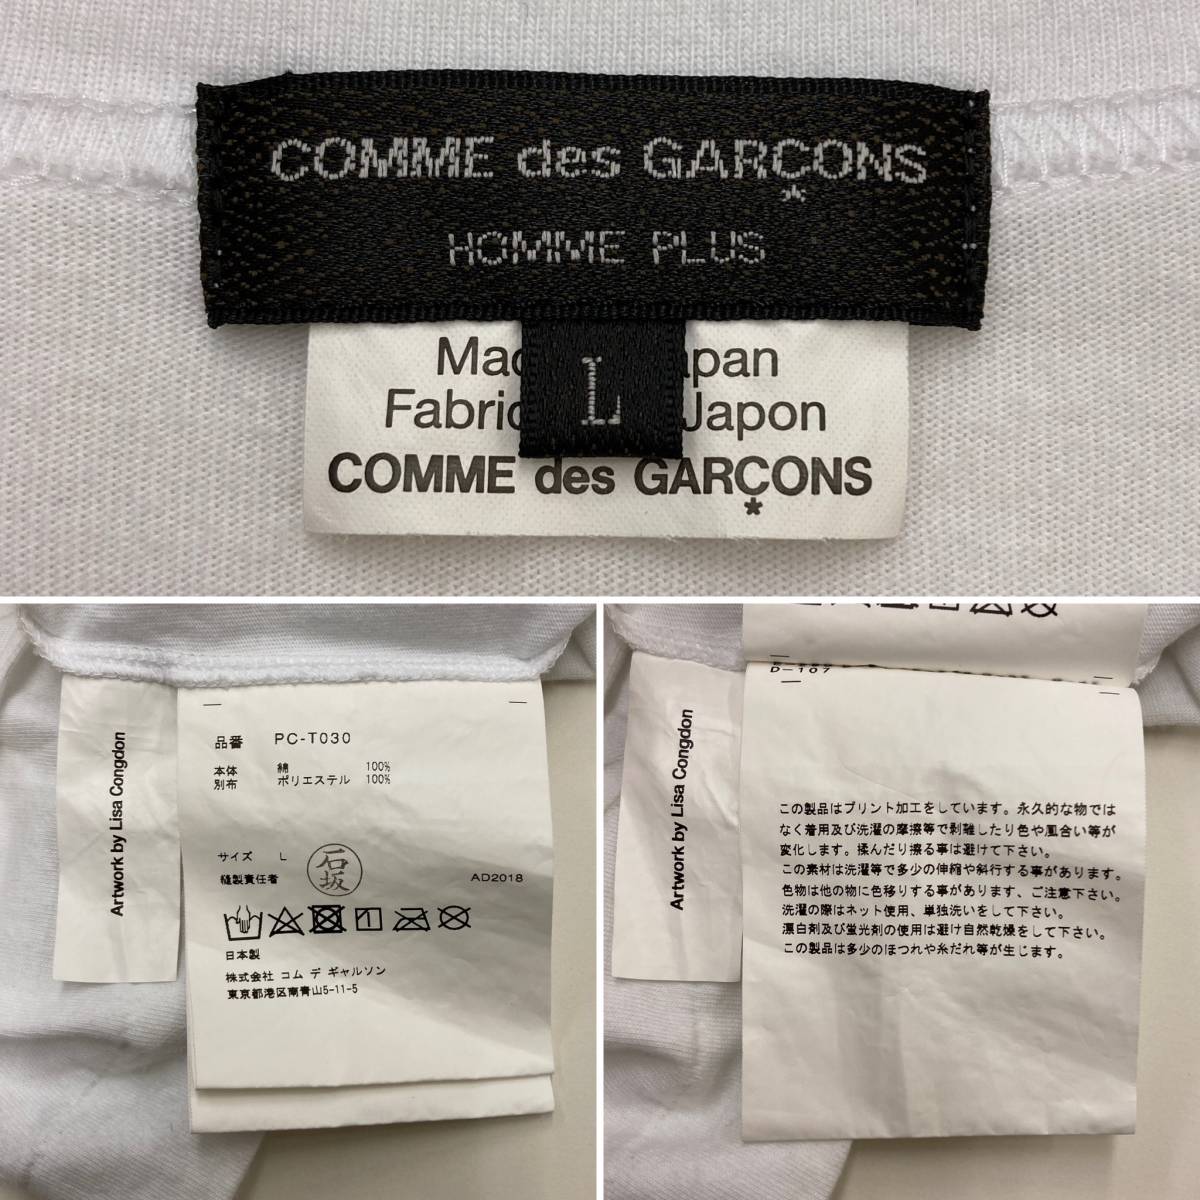 COMME des GARÇONS
HOMME PLUS
L
Japon
COMME des GARÇONS
Artwork by Lisa Congdon
品番 PC-T030
本体 綿 100%
別布 ポリエステル 100%
サイズ L
縫製責任者 石坂 AD2018
日本製
株式会社 コム デ ギャルソン
東京都港区南青山5-11-5
Artwork by Lisa Congdon
D-107
この製品はプリント加工をしています。永久的な物では
なく着用及び洗濯の摩擦等で剥離したり色や風合い等が
変化します。揉んだり擦る事は避けて下さい。
この素材は洗濯等で多少の伸縮や斜行する事があります。
色物は他の物に色移りする事があります、ご注意下さい。
洗濯の際はネット使用、単独洗いをして下さい。
漂白剤及び蛍光剤の使用は避け自然乾燥をして下さい。
この製品は多少のほつれや糸だれ等が生じます。